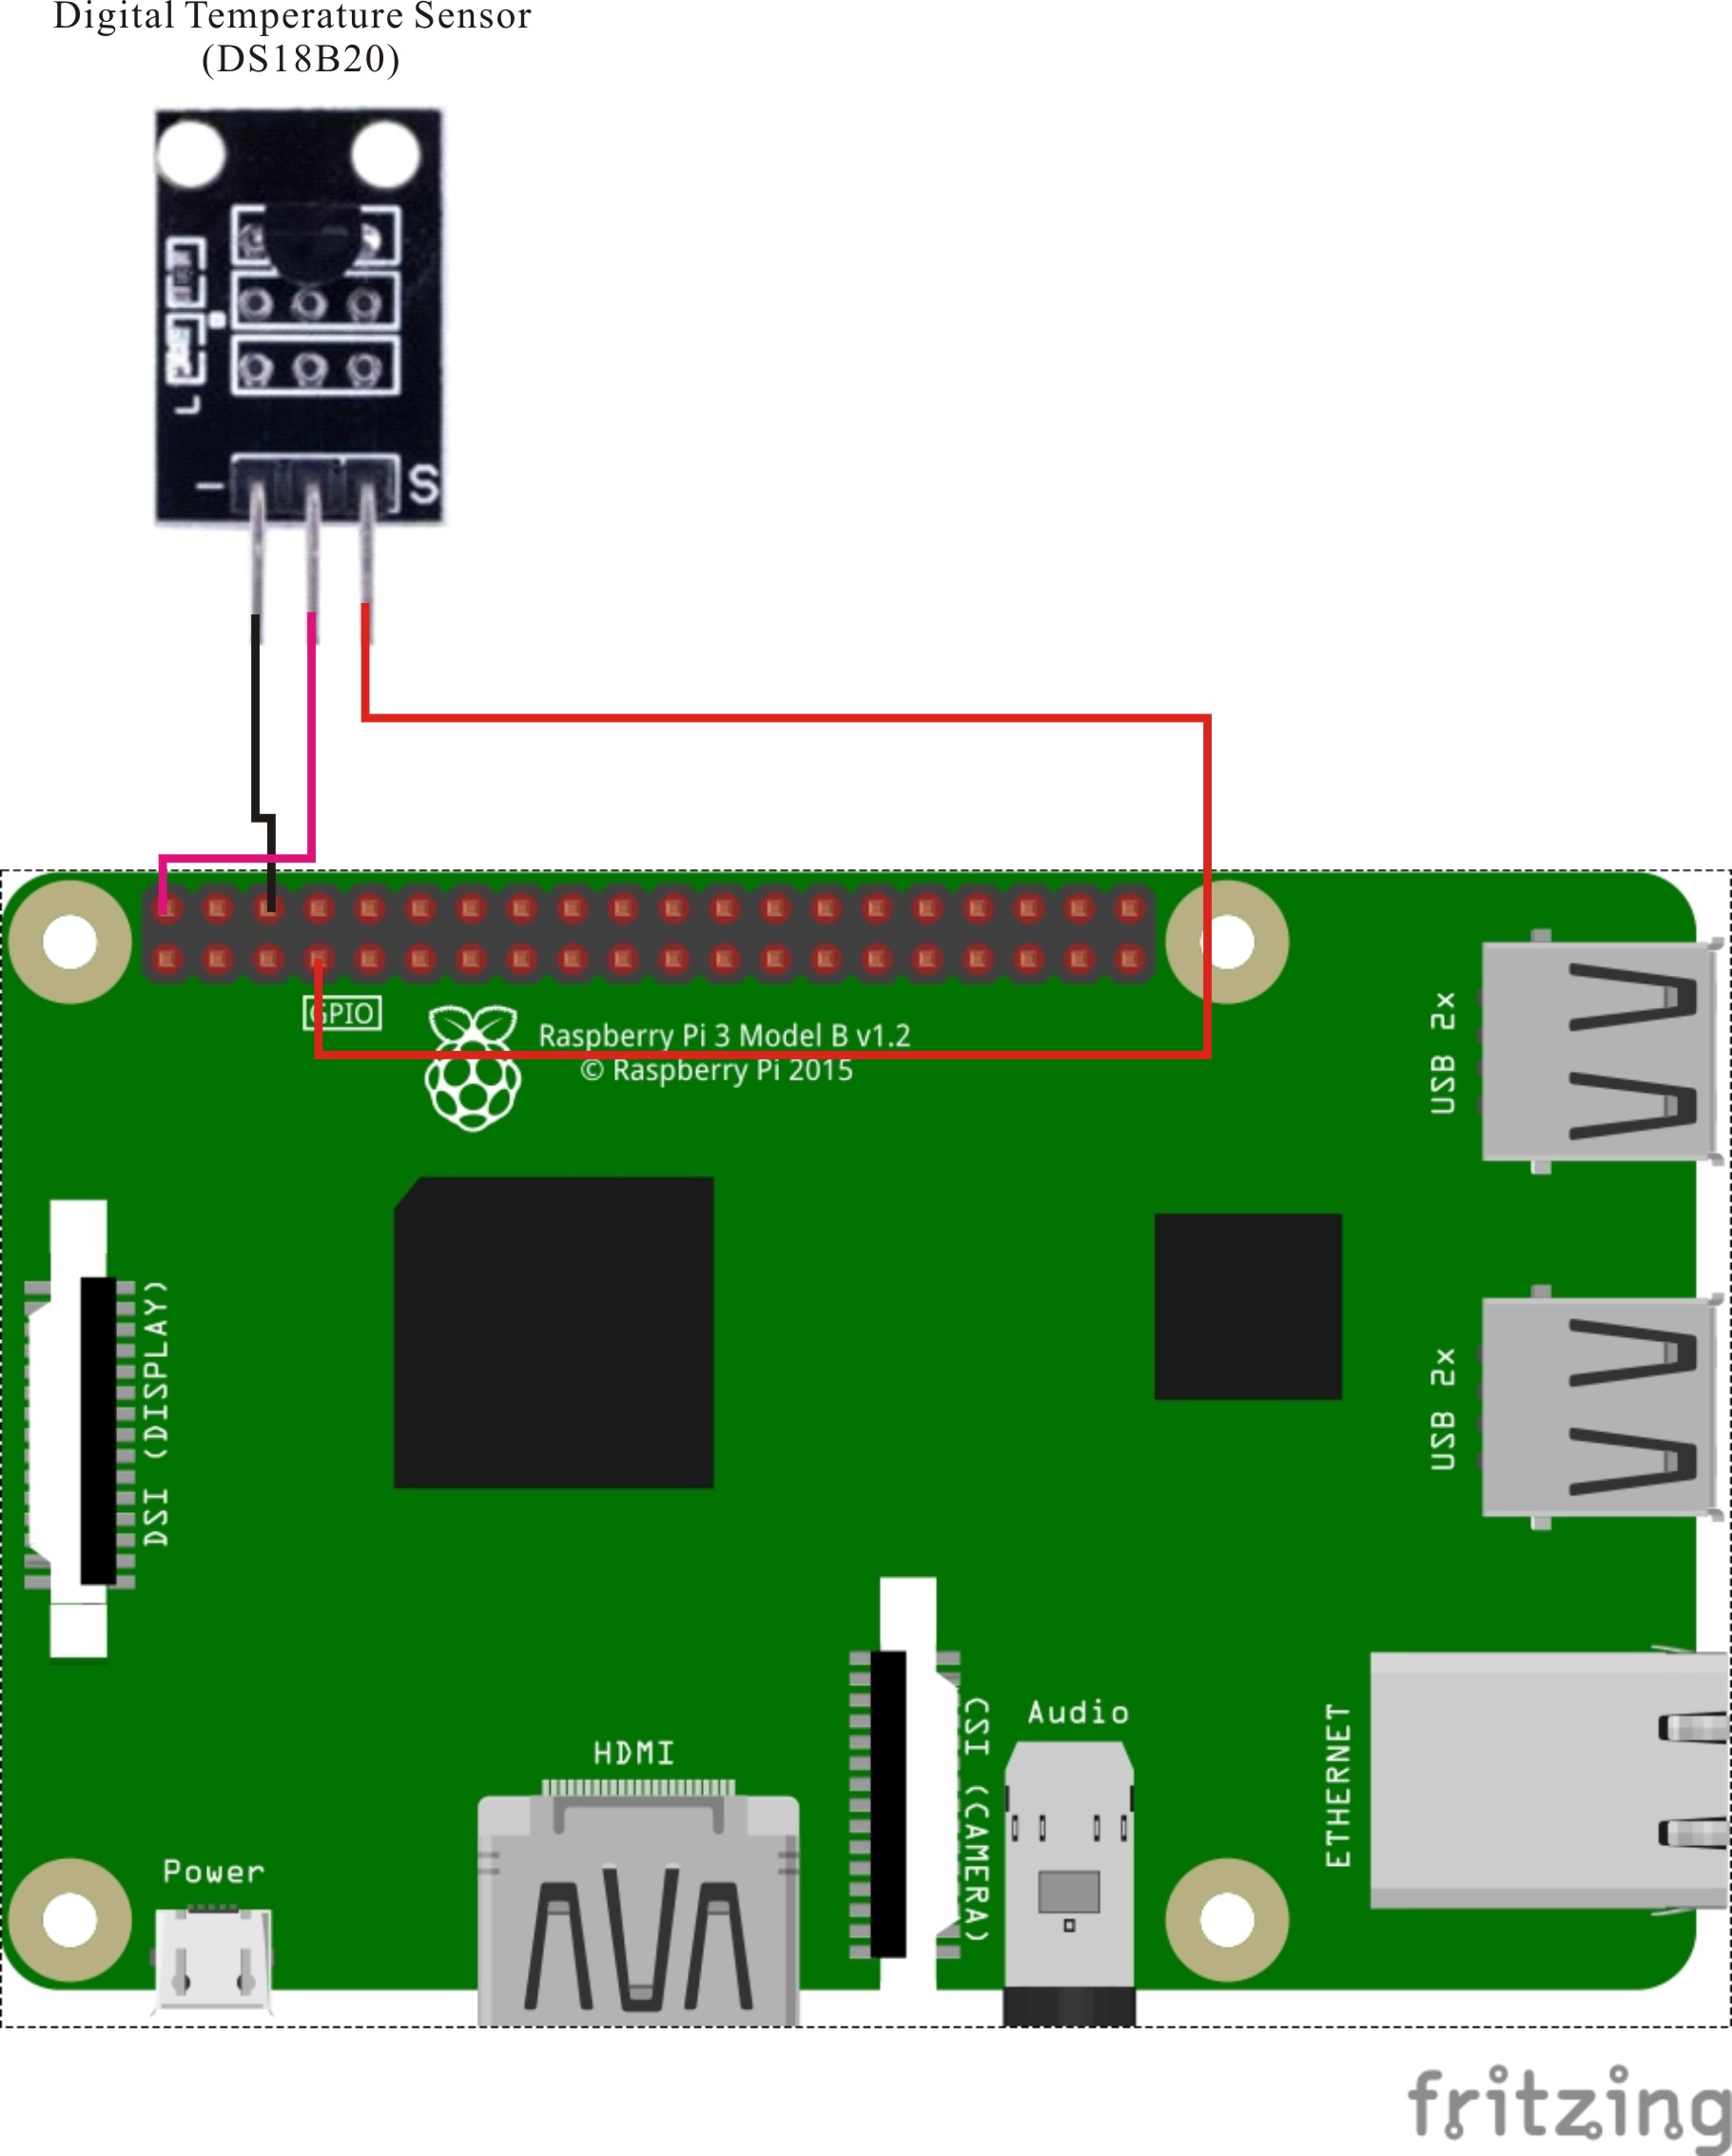 Digital Temperature Sensor
(DS18B20)
L
- S
GPIO
Raspberry Pi 3 Model B v1.2
© Raspberry Pi 2015
USB 2x
USB 2x
DSI (DISPLAY)
CSI (CAMERA)
Audio
ETHERNET
HDMI
Power
fritzing